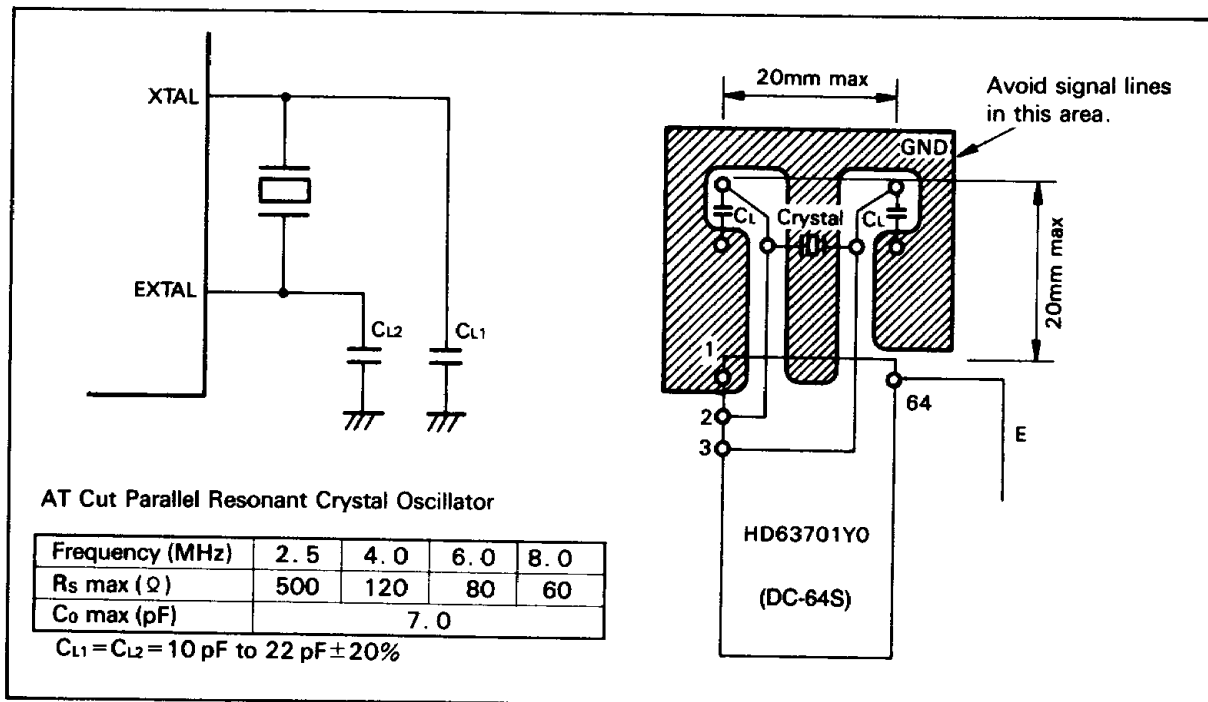 XTAL
EXTAL
CL2
CL1
20mm max
Avoid signal lines
in this area.
GND
CL
Crystal
CL
20mm max
1
2
3
64
E
HD63701Y0
(DC-64S)
AT Cut Parallel Resonant Crystal Oscillator
Frequency (MHz) 2.5 4.0 6.0 8.0
Rs max (Ω) 500 120 80 60
Co max (pF) 7.0
CL1=CL2=10 pF to 22 pF±20%